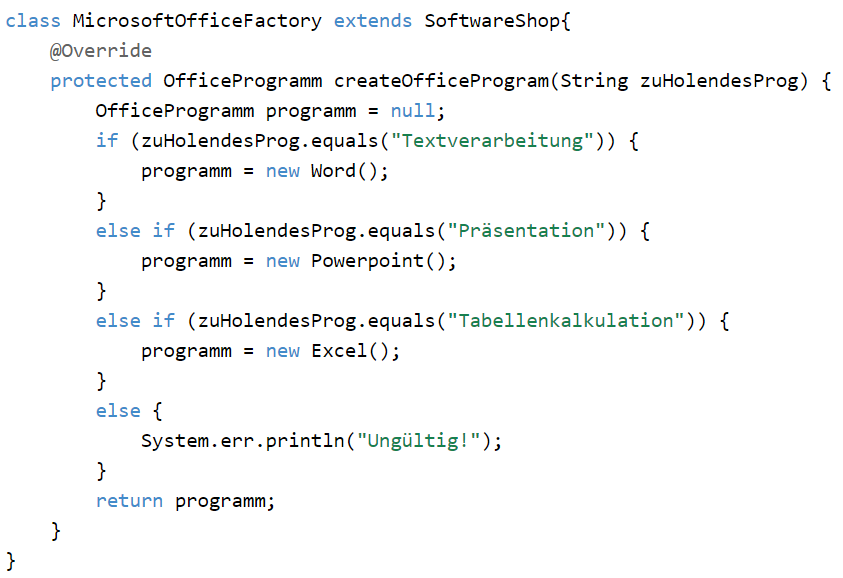 class MicrosoftOfficeFactory extends SoftwareShop{
    @Override
    protected OfficeProgramm createOfficeProgram(String zuHolendesProg) {
        OfficeProgramm programm = null;
        if (zuHolendesProg.equals("Textverarbeitung")) {
            programm = new Word();
        }
        else if (zuHolendesProg.equals("Präsentation")) {
            programm = new Powerpoint();
        }
        else if (zuHolendesProg.equals("Tabellenkalkulation")) {
            programm = new Excel();
        }
        else {
            System.err.println("Ungültig!");
        }
        return programm;
    }
}